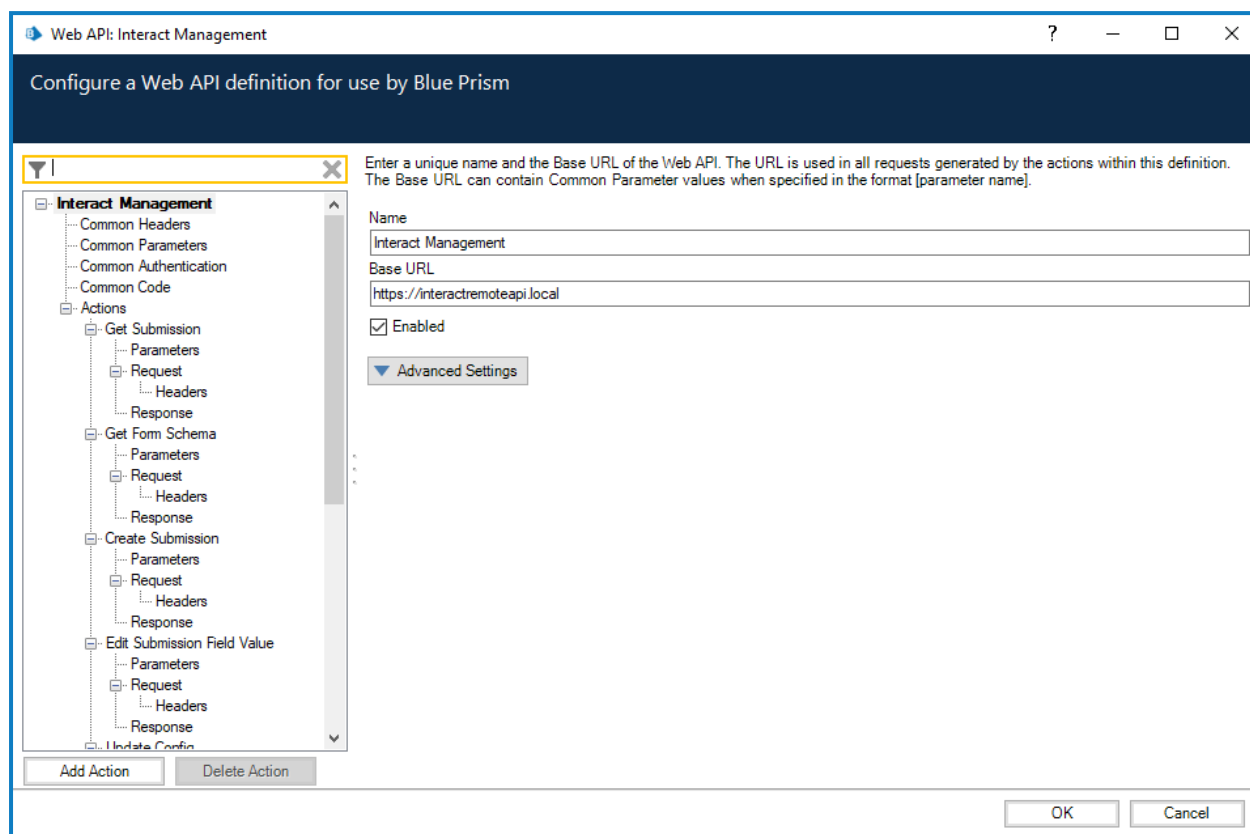 Web API: Interact Management
Configure a Web API definition for use by Blue Prism
Interact Management
Common Headers
Common Parameters
Common Authentication
Common Code
Actions
Get Submission
Parameters
Request
Headers
Response
Get Form Schema
Parameters
Request
Headers
Response
Create Submission
Parameters
Request
Headers
Response
Edit Submission Field Value
Parameters
Request
Headers
Response
Update Config
Add Action
Delete Action
Enter a unique name and the Base URL of the Web API. The URL is used in all requests generated by the actions within this definition.
The Base URL can contain Common Parameter values when specified in the format [parameter name].
Name
Interact Management
Base URL
https://interactremoteapi.local
Enabled
Advanced Settings
OK
Cancel